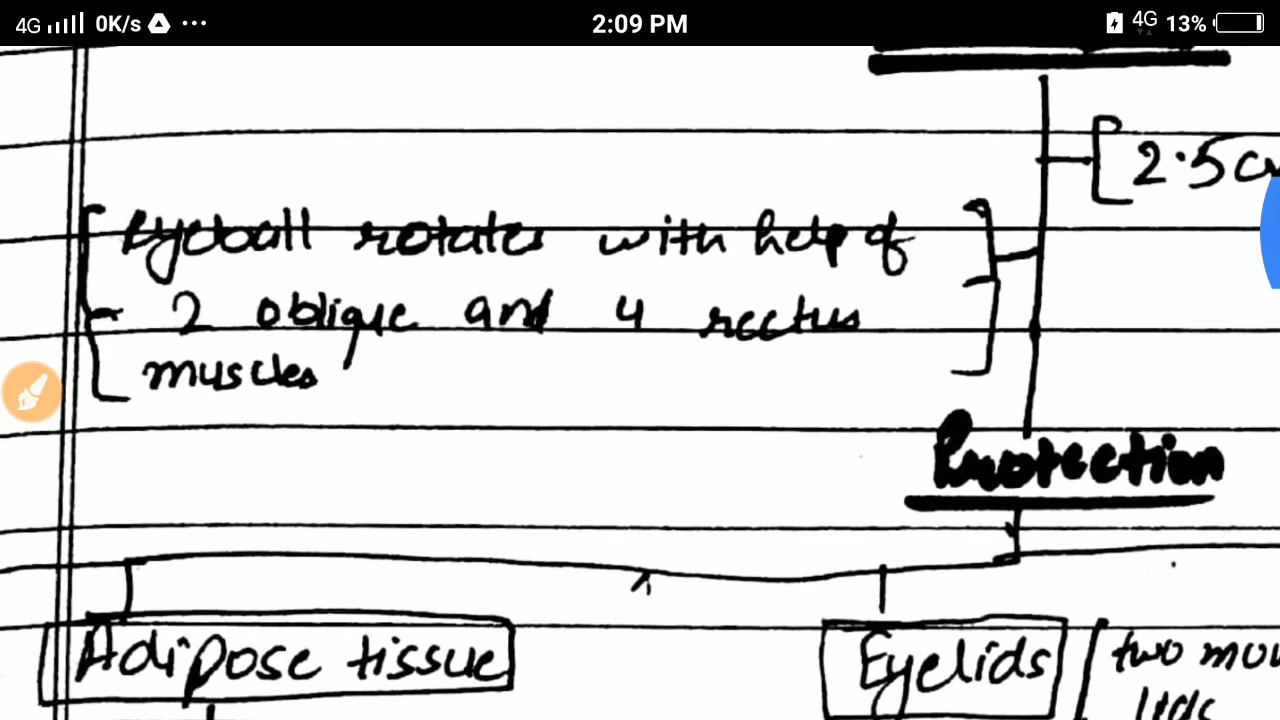 4G 0K/s 2:09 PM 4G 13%
[2.5
Eyeball rotates with help of
2 oblique and 4 rectus
muscles
Protection
Adipose tissue
Eyelids
two
lids